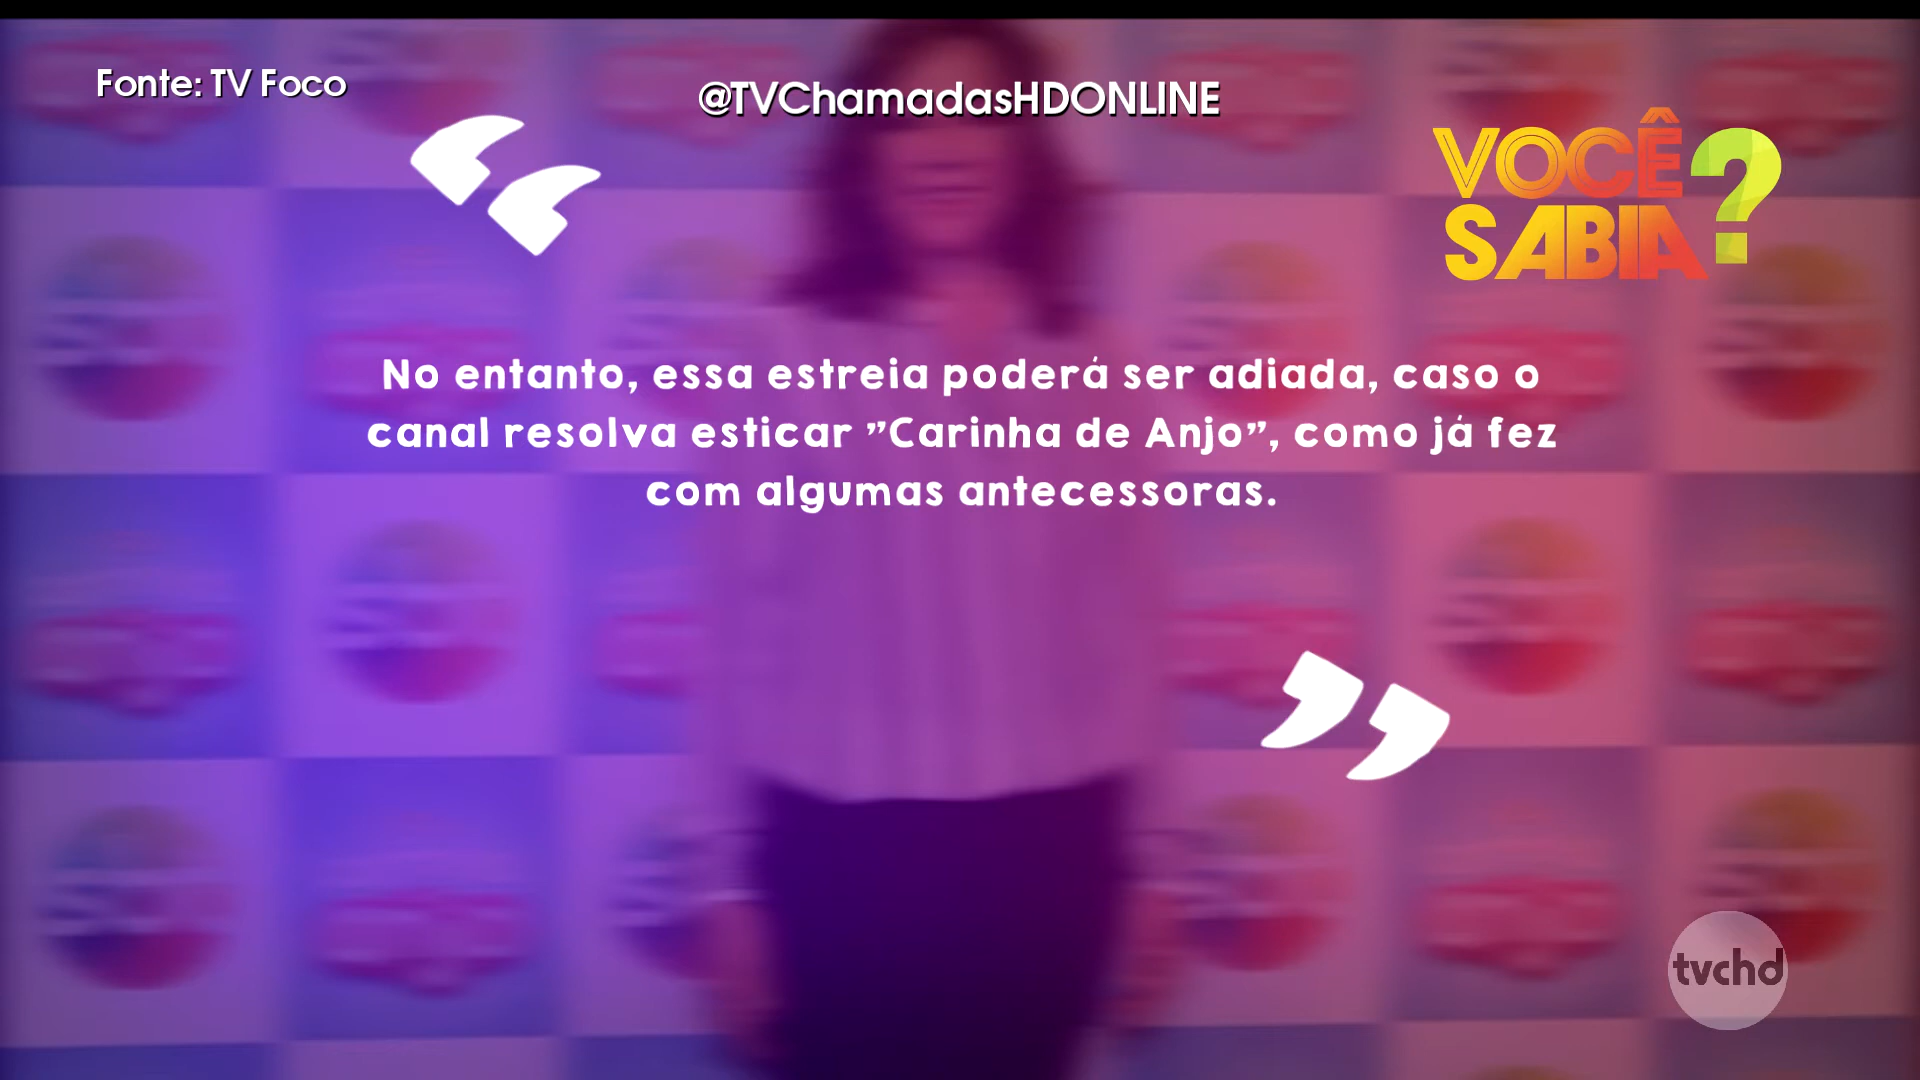 Fonte: TV Foco
@TVChamadasHDONLINE
VOCÊ
SABIA?
No entanto, essa estreia poderá ser adiada, caso o
canal resolva esticar ”Carinha de Anjo”, como já fez
com algumas antecessoras.
tvchd